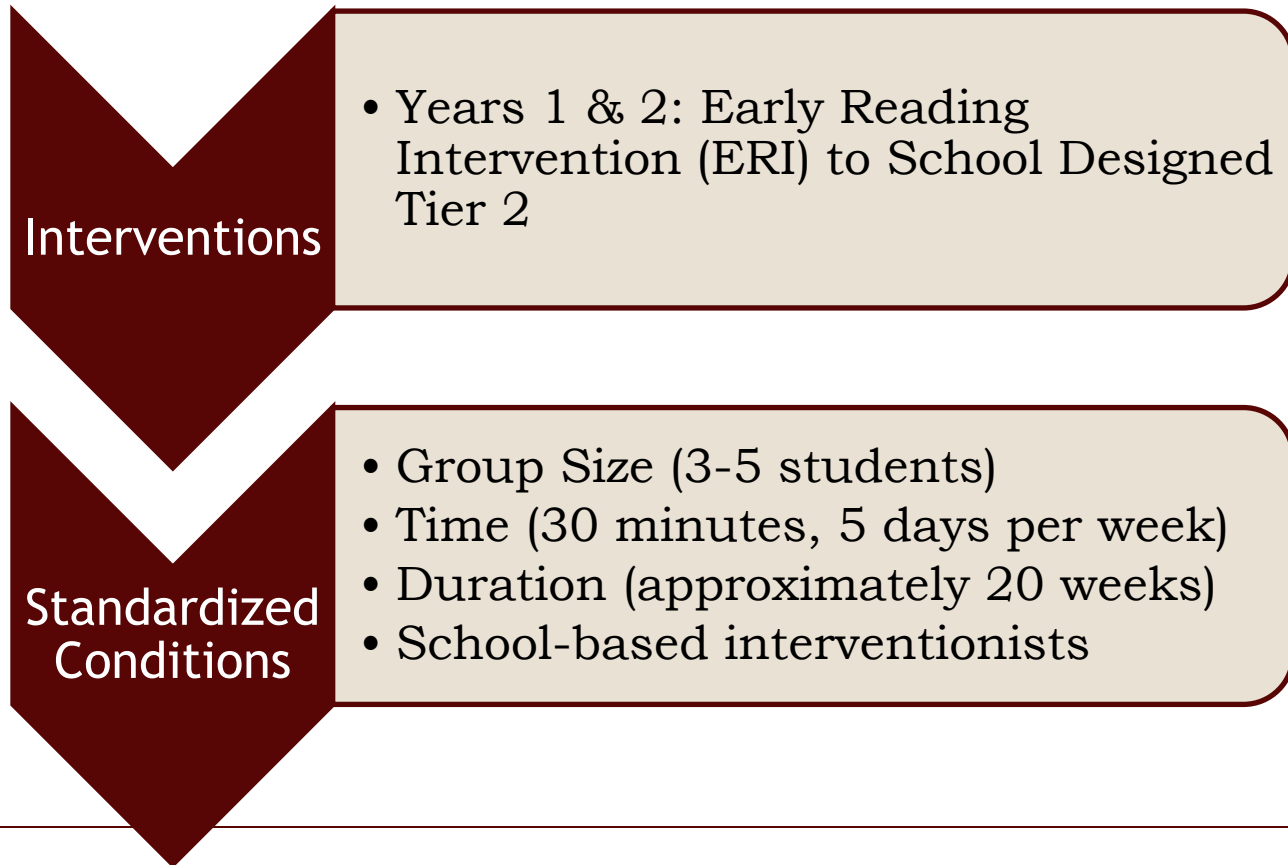 Interventions
• Years 1 & 2: Early Reading
Intervention (ERI) to School Designed
Tier 2
Standardized
Conditions
• Group Size (3-5 students)
• Time (30 minutes, 5 days per week)
• Duration (approximately 20 weeks)
• School-based interventionists